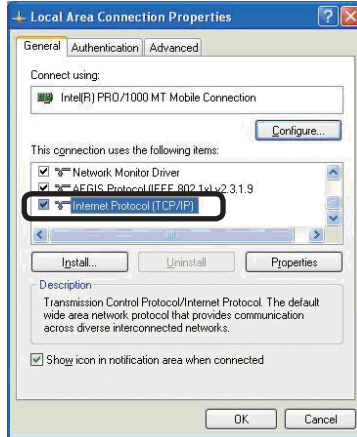 Local Area Connection Properties
General Authentication Advanced
Connect using:
Intel(R) PRO/1000 MT Mobile Connection
Configure...
This connection uses the following items:
Network Monitor Driver
AEGIS Protocol (IEEE 802.1x) v2.3.1.9
Internet Protocol (TCP/IP)
Install... Uninstall Properties
Description
Transmission Control Protocol/Internet Protocol. The default
wide area network protocol that provides communication
across diverse interconnected networks.
Show icon in notification area when connected
OK Cancel